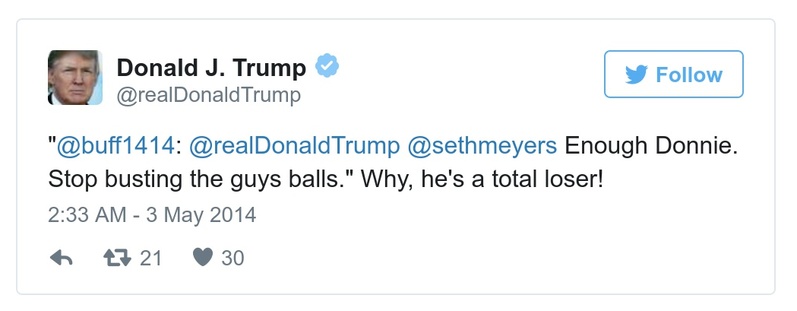 Donald J. Trump
@realDonaldTrump
Follow
"@buff1414: @realDonaldTrump @sethmeyers Enough Donnie.
Stop busting the guys balls." Why, he's a total loser!
2:33 AM - 3 May 2014
21 30